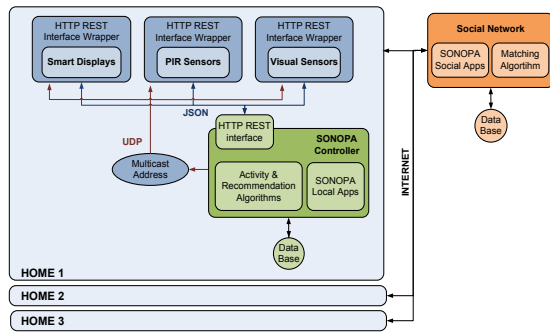 HTTP REST
Interface Wrapper
Smart Displays
HTTP REST
Interface Wrapper
PIR Sensors
HTTP REST
Interface Wrapper
Visual Sensors
Social Network
SONOPA
Social Apps
Matching
Algortihm
Data
Base
JSON
UDP
HTTP REST
interface
SONOPA
Controller
Multicast
Address
Activity &
Recommendation
Algorithms
SONOPA
Local Apps
Data
Base
INTERNET
HOME 1
HOME 2
HOME 3